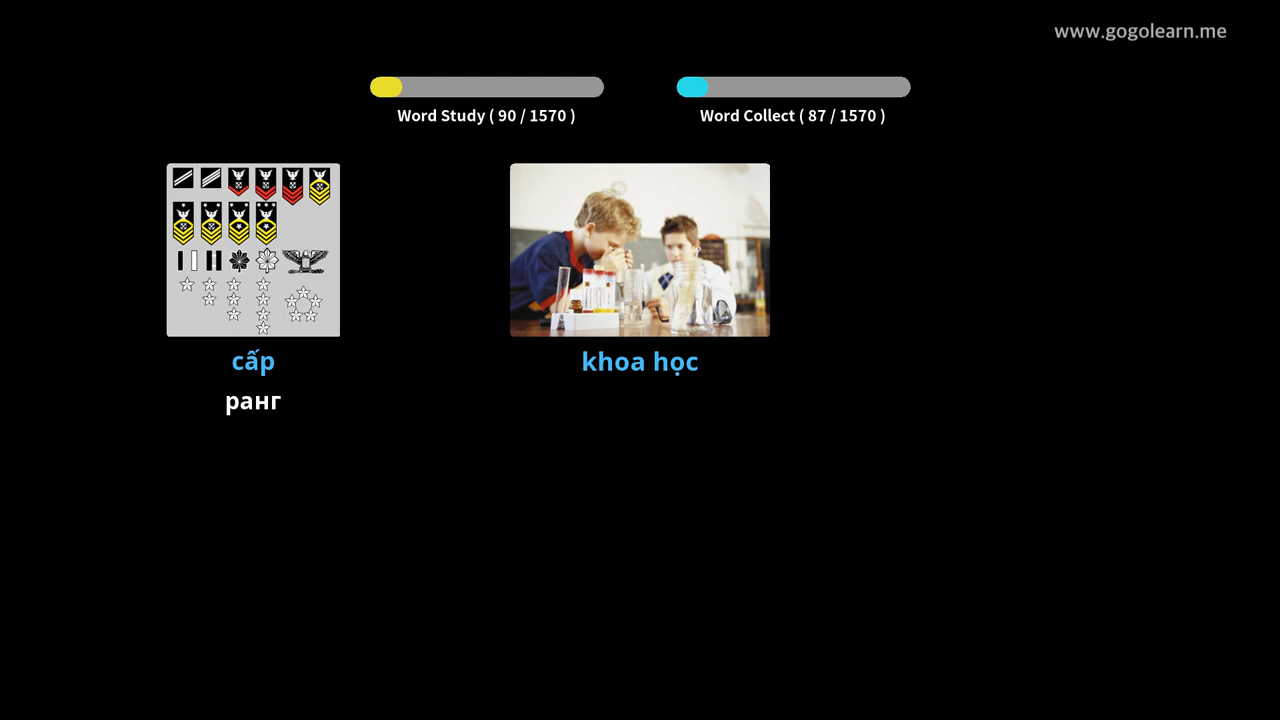 www.gogolearn.me
Word Study ( 90 / 1570 )
Word Collect ( 87 / 1570 )
cấp
ранг
khoa học